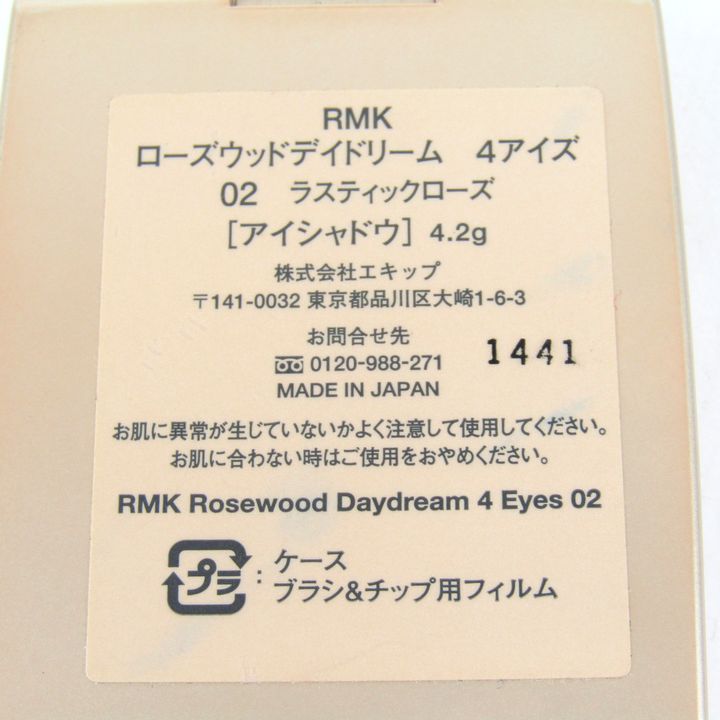 RMK
ローズウッドデイドリーム 4アイズ
02 ラスティックローズ
[アイシャドウ] 4.2g
株式会社エキップ
〒141-0032 東京都品川区大崎1-6-3
お問合せ先
0120-988-271
1441
MADE IN JAPAN
お肌に異常が生じていないかよく注意して使用してください。
お肌に合わない時はご使用をおやめください。
RMK Rosewood Daydream 4 Eyes 02
プラ : ケース
ブラシ&チップ用フィルム